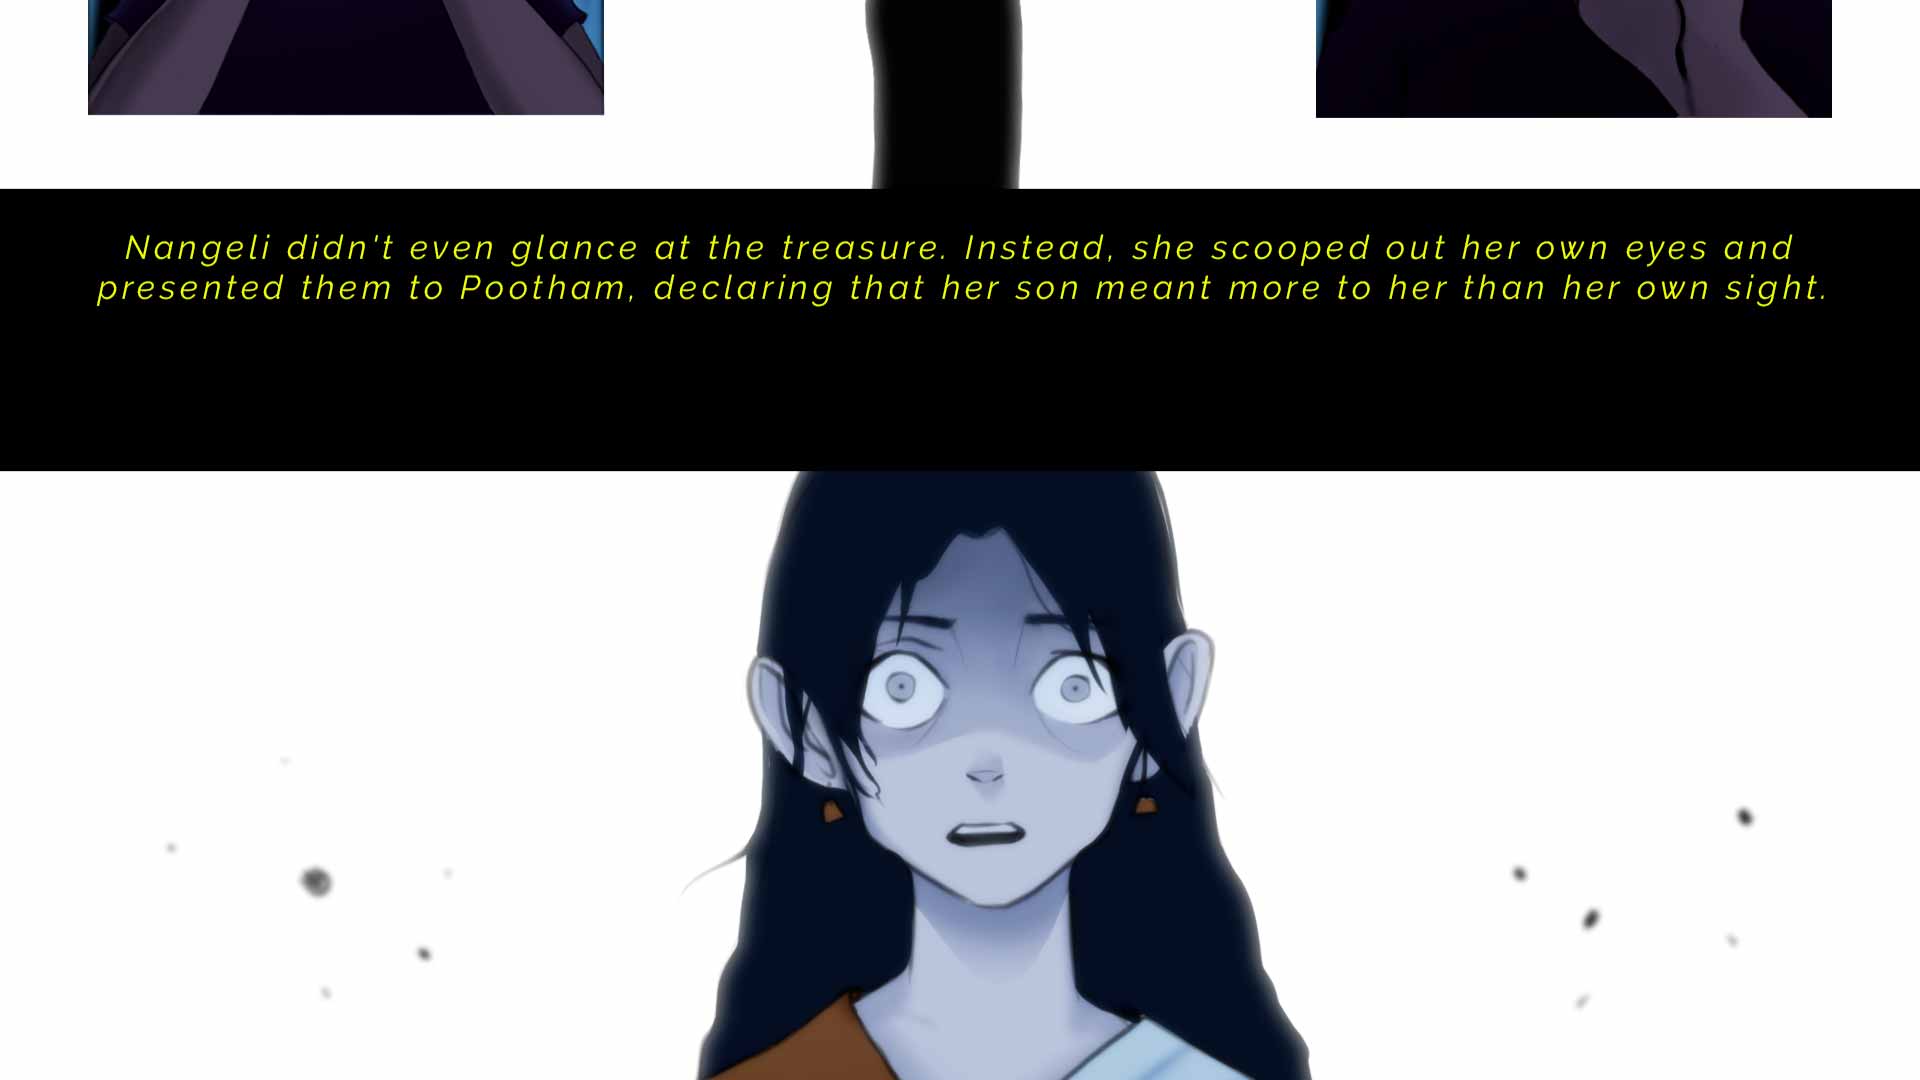 Nangeli didn't even glance at the treasure. Instead, she scooped out her own eyes and
presented them to Pootham, declaring that her son meant more to her than her own sight.